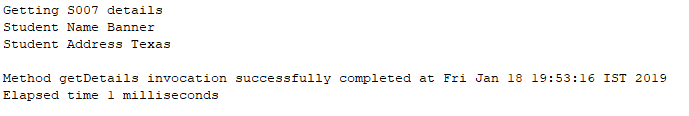 Getting S007 details
Student Name Banner
Student Address Texas
Method getDetails invocation successfully completed at Fri Jan 18 19:53:16 IST 2019
Elapsed time 1 milliseconds